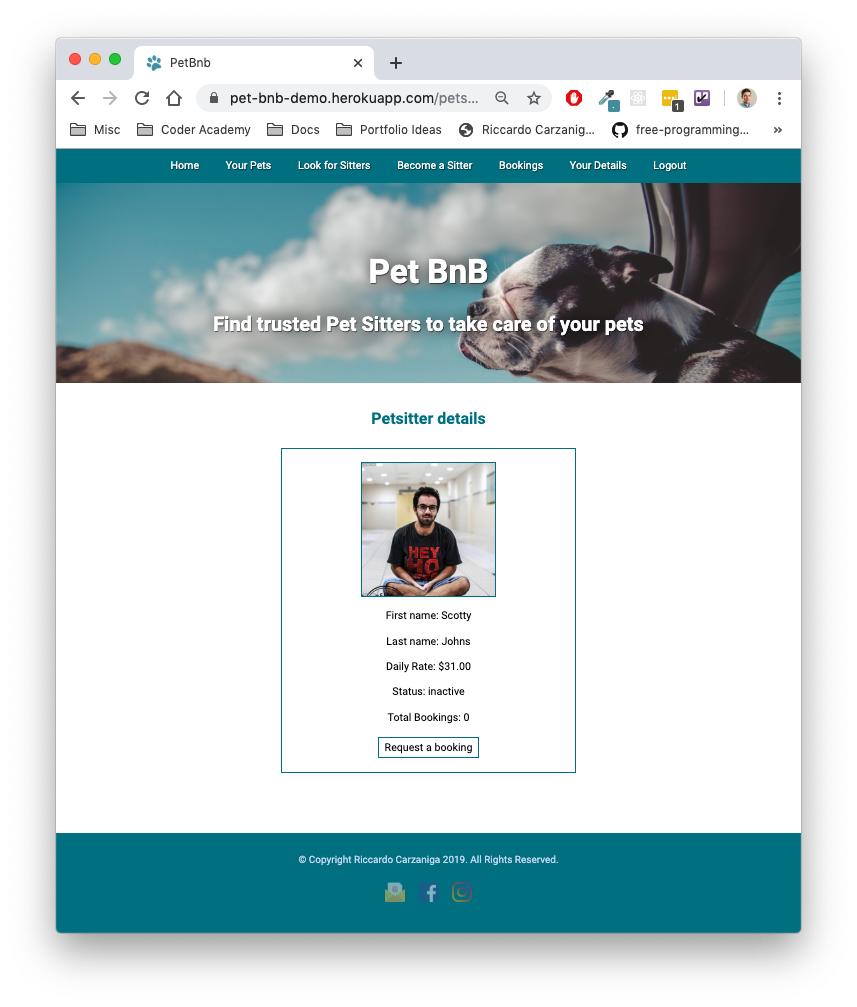 PetBnb
pet-bnb-demo.herokuapp.com/pets...
1
Misc
Coder Academy
Docs
Portfolio Ideas
Riccardo Carzanig...
free-programming...
»
Home
Your Pets
Look for Sitters
Become a Sitter
Bookings
Your Details
Logout
Pet BnB
Find trusted Pet Sitters to take care of your pets
Petsitter details
HEY
HO
First name: Scotty
Last name: Johns
Daily Rate: $31.00
Status: inactive
Total Bookings: 0
Request a booking
© Copyright Riccardo Carzaniga 2019. All Rights Reserved.